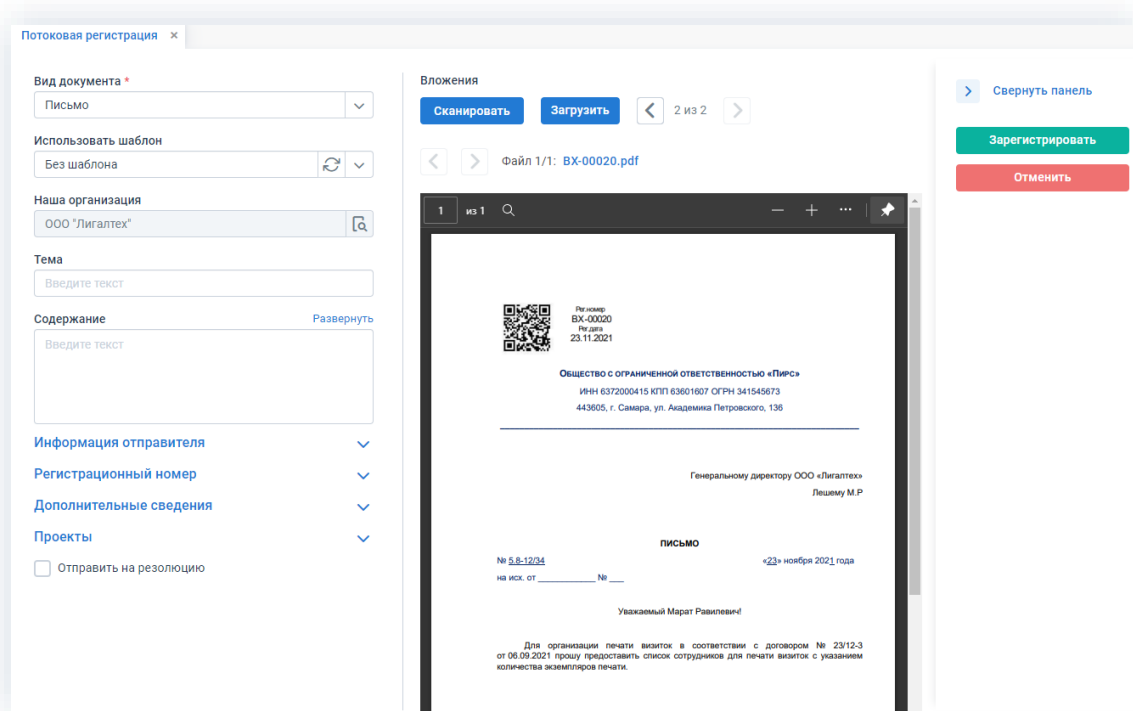 Потоковая регистрация ×
Вид документа *
Письмо
Использовать шаблон
Без шаблона
Наша организация
ООО "Лигалтех"
Тема
Введите текст
Содержание
Развернуть
Введите текст
Информация отправителя
Регистрационный номер
Дополнительные сведения
Проекты
Отправить на резолюцию
Вложения
Сканировать
Загрузить
2 из 2
Файл 1/1: ВХ-00020.pdf
1 из 1
Рег.номер
ВХ-00020
Рег.дата
23.11.2021
Общество с ограниченной ответственностью «Пирс»
ИНН 6372000415 КПП 63601607 ОГРН 341545673
443605, г. Самара, ул. Академика Петровского, 136
Генеральному директору ООО «Лигалтех»
Лешему М.Р
ПИСЬМО
№ 5.8-12/34 «23» ноября 2021 года
на исх. от ____________ № ___
Уважаемый Марат Равилевич!
Для организации печати визиток в соответствии с договором № 23/12-3
от 06.09.2021 прошу предоставить список сотрудников для печати визиток с указанием
количества экземпляров печати.
Свернуть панель
Зарегистрировать
Отменить